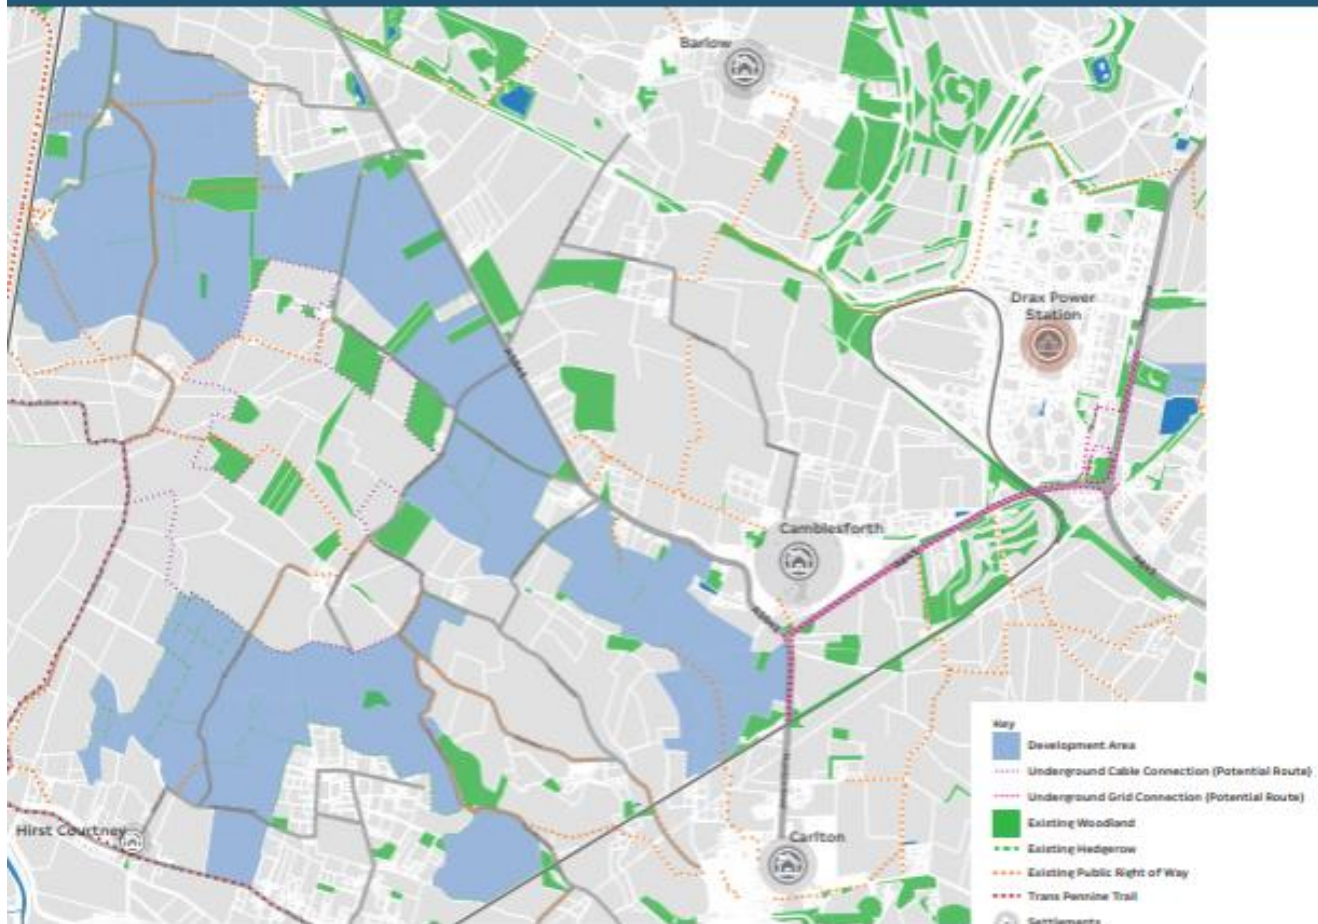 Barlow
Drax Power
Station
Camblesforth
Carlton
Hirst Courtney
Key
Development Area
Underground Cable Connection (Potential Route)
Underground Grid Connection (Potential Route)
Existing Woodland
Existing Hedgerow
Existing Public Right of Way
Trans Pennine Trail
Settlements